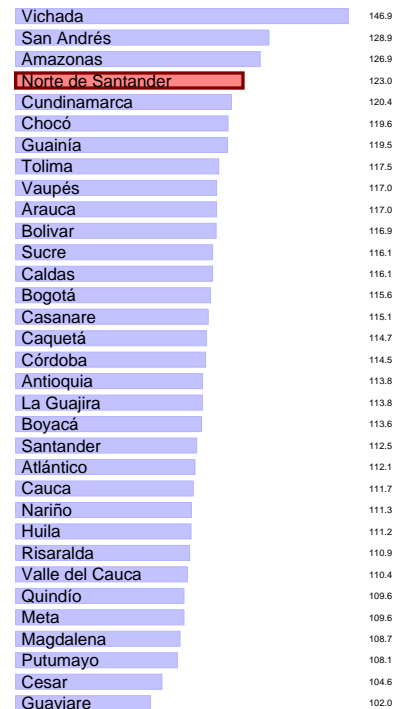 Vichada 146.9
San Andrés 128.9
Amazonas 126.9
Norte de Santander 123.0
Cundinamarca 120.4
Chocó 119.6
Guainía 119.5
Tolima 117.5
Vaupés 117.0
Arauca 117.0
Bolivar 116.9
Sucre 116.1
Caldas 116.1
Bogotá 115.6
Casanare 115.1
Caquetá 114.7
Córdoba 114.5
Antioquia 113.8
La Guajira 113.8
Boyacá 113.6
Santander 112.5
Atlántico 112.1
Cauca 111.7
Nariño 111.3
Huila 111.2
Risaralda 110.9
Valle del Cauca 110.4
Quindío 109.6
Meta 109.6
Magdalena 108.7
Putumayo 108.1
Cesar 104.6
Guaviare 102.0